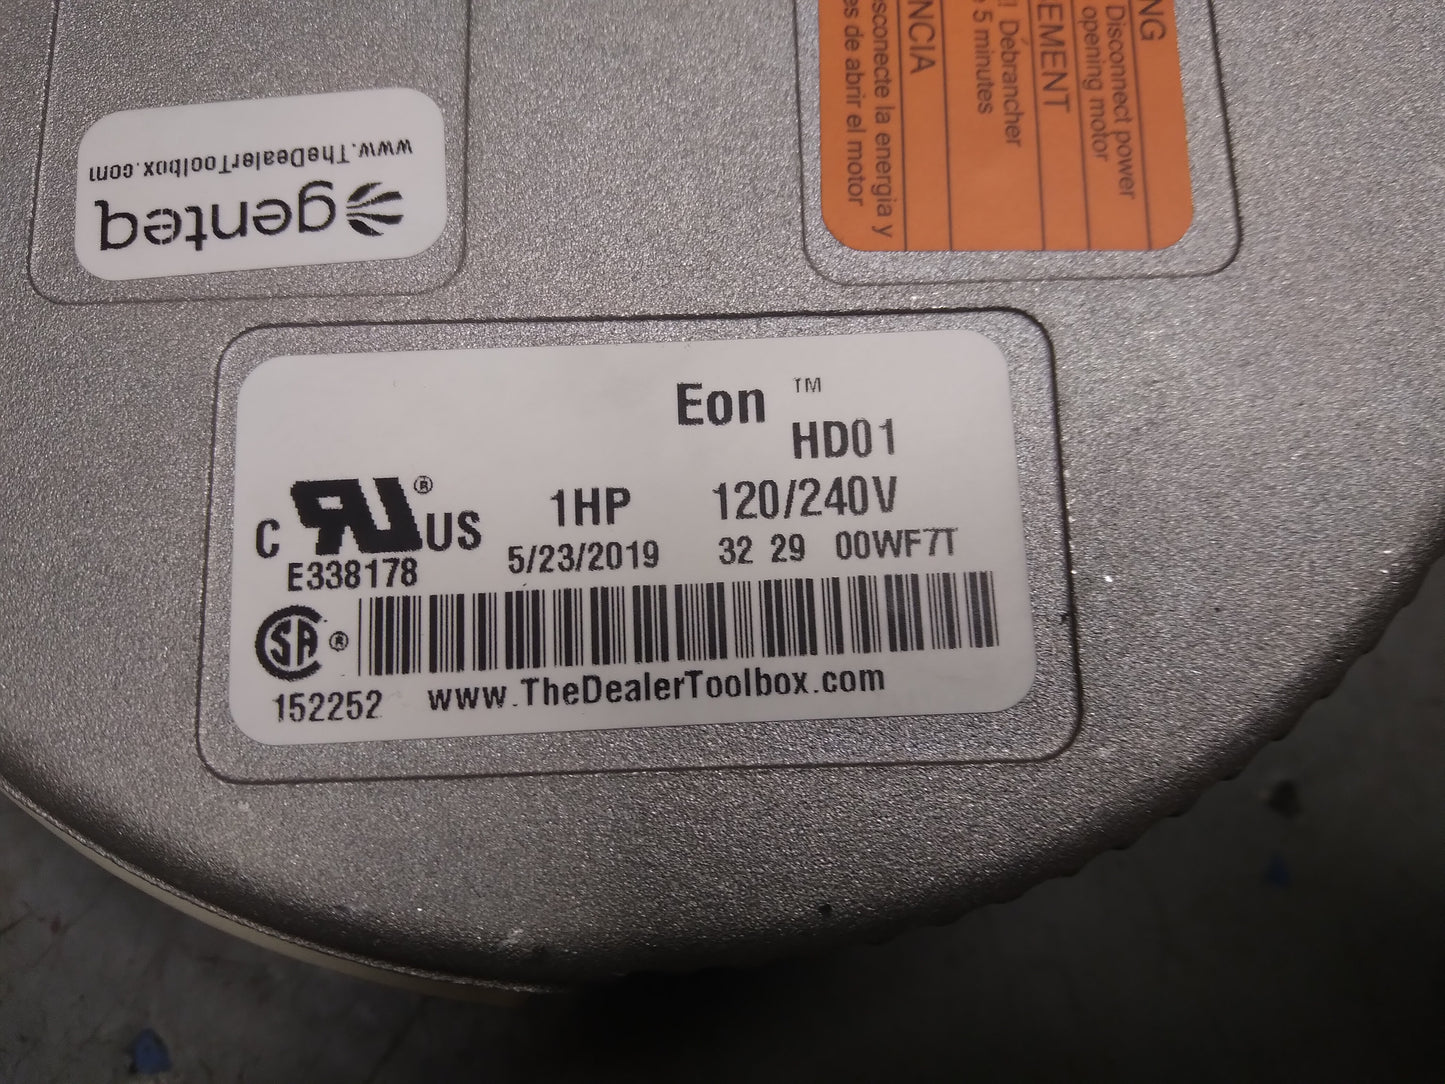 genteq
www.TheDealerToolbox.com
NG
Disconnect power
opening motor
EMENT
Débrancher
5 minutes
NCIA
sconecte la energia y
es de abrir el motor
Eon ™
HD01
C US ®
1HP 120/240V
E338178 5/23/2019 32 29 00WF7T
SA ®
152252 www.TheDealerToolbox.com